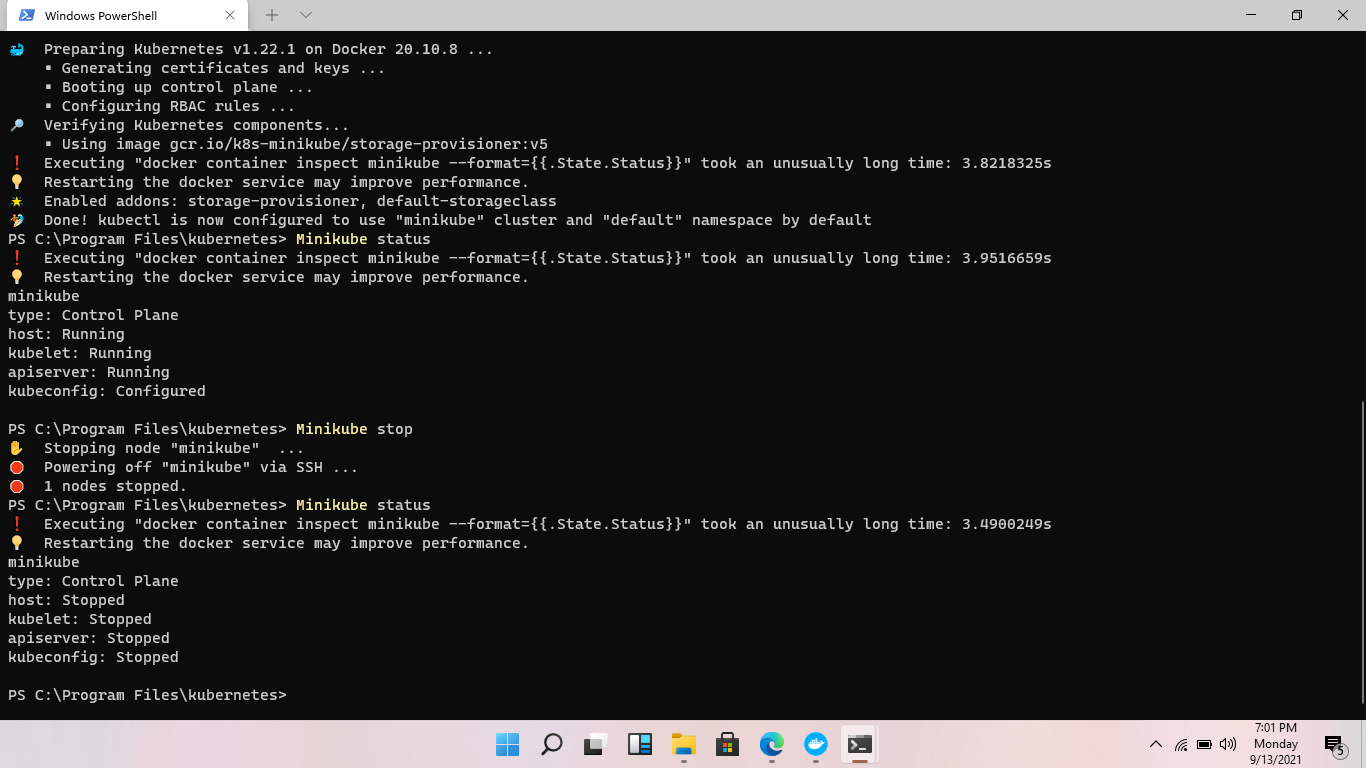 Windows PowerShell
Preparing Kubernetes v1.22.1 on Docker 20.10.8 ...
▪ Generating certificates and keys ...
▪ Booting up control plane ...
▪ Configuring RBAC rules ...
Verifying Kubernetes components...
▪ Using image gcr.io/k8s-minikube/storage-provisioner:v5
❗ Executing "docker container inspect minikube --format={{.State.Status}}" took an unusually long time: 3.8218325s
Restarting the docker service may improve performance.
Enabled addons: storage-provisioner, default-storageclass
Done! kubectl is now configured to use "minikube" cluster and "default" namespace by default
PS C:\Program Files\kubernetes> Minikube status
❗ Executing "docker container inspect minikube --format={{.State.Status}}" took an unusually long time: 3.9516659s
Restarting the docker service may improve performance.
minikube
type: Control Plane
host: Running
kubelet: Running
apiserver: Running
kubeconfig: Configured
PS C:\Program Files\kubernetes> Minikube stop
Stopping node "minikube"  ...
Powering off "minikube" via SSH ...
1 nodes stopped.
PS C:\Program Files\kubernetes> Minikube status
❗ Executing "docker container inspect minikube --format={{.State.Status}}" took an unusually long time: 3.4900249s
Restarting the docker service may improve performance.
minikube
type: Control Plane
host: Stopped
kubelet: Stopped
apiserver: Stopped
kubeconfig: Stopped
PS C:\Program Files\kubernetes>
7:01 PM
Monday
9/13/2021
5